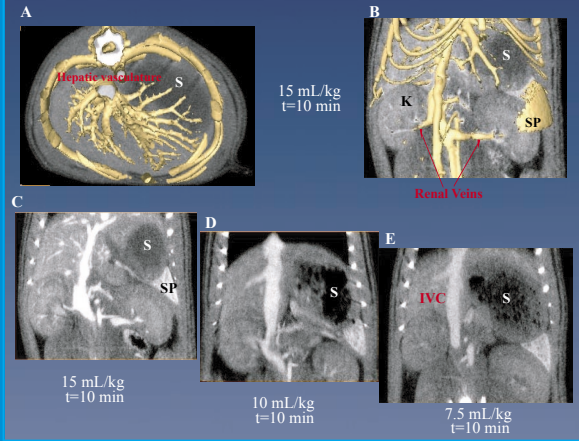 A
Hepatic vasculature
S
15 mL/kg
t=10 min
B
S
K
SP
Renal Veins
C
S
SP
15 mL/kg
t=10 min
D
S
10 mL/kg
t=10 min
E
IVC
S
7.5 mL/kg
t=10 min